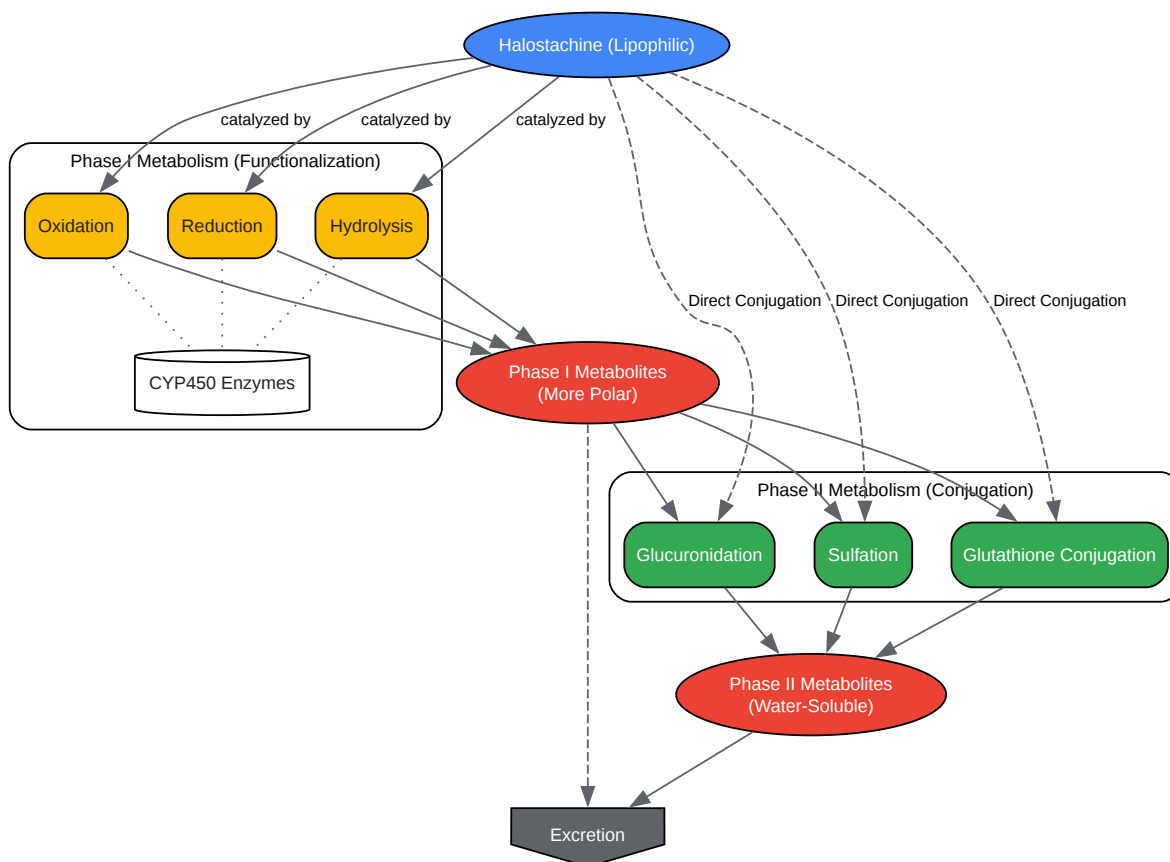 Halostachine (Lipophilic)
catalyzed by
catalyzed by
catalyzed by
Phase I Metabolism (Functionalization)
Oxidation
Reduction
Hydrolysis
Direct Conjugation
Direct Conjugation
Direct Conjugation
CYP450 Enzymes
Phase I Metabolites
(More Polar)
Phase II Metabolism (Conjugation)
Glucuronidation
Sulfation
Glutathione Conjugation
Phase II Metabolites
(Water-Soluble)
Excretion